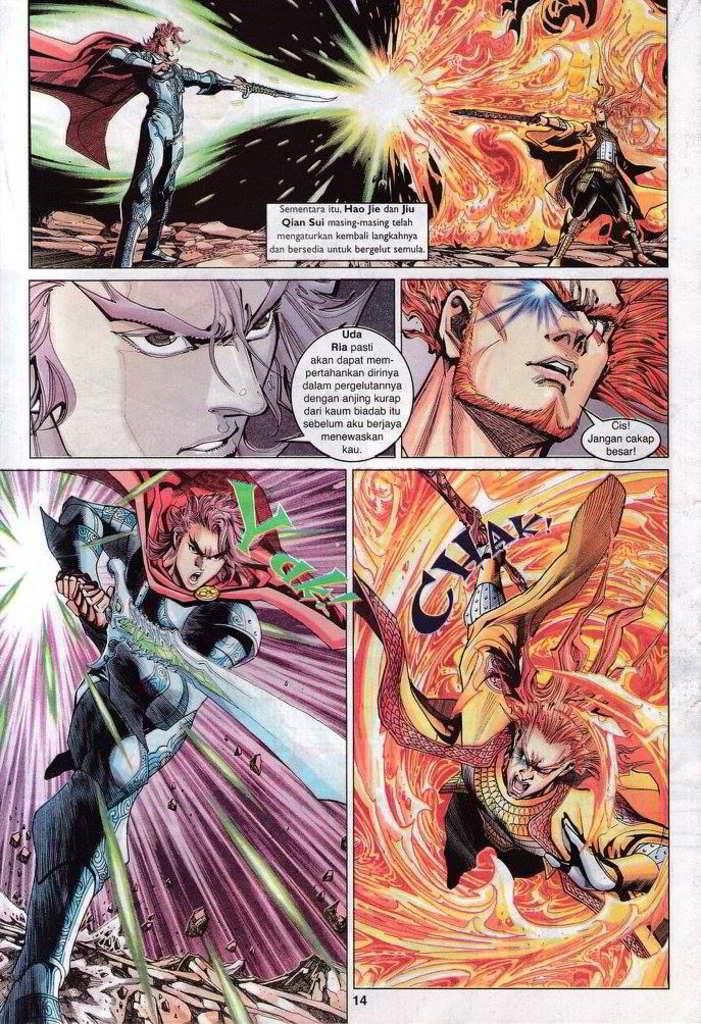 Sementara itu, Hao Jie dan Jiu
Qian Sui masing-masing telah
mengaturkan kembali langkahnya
dan bersedia untuk bergelut semula.
Uda
Ria pasti
akan dapat mem-
pertahankan dirinya
dalam pergelutannya
dengan anjing kurap
dari kaum biadab itu
sebelum aku berjaya
menewaskan
kau.
Cis!
Jangan cakap
besar!
Yak!
CHAK!
14